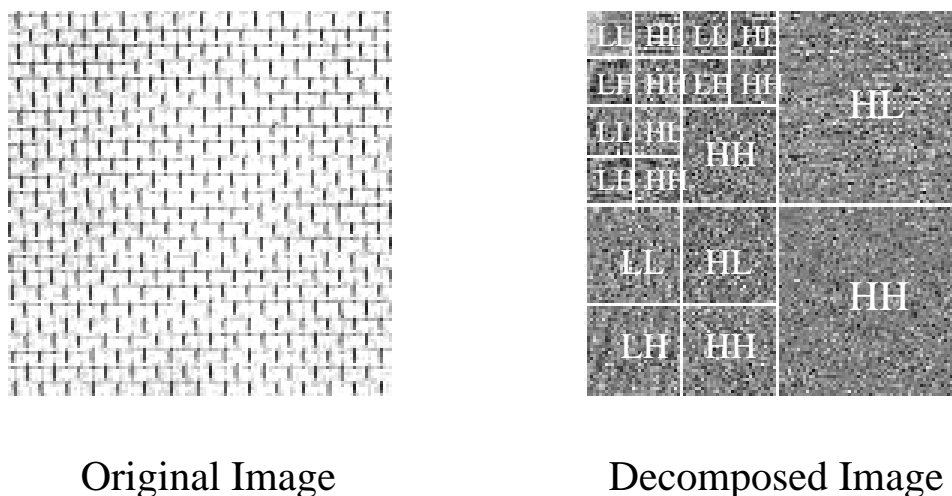 LL HL LL HL
LH HH LH HH
HL
LL HL
HH
LH HH
LL HL
HH
LH HH
Original Image
Decomposed Image